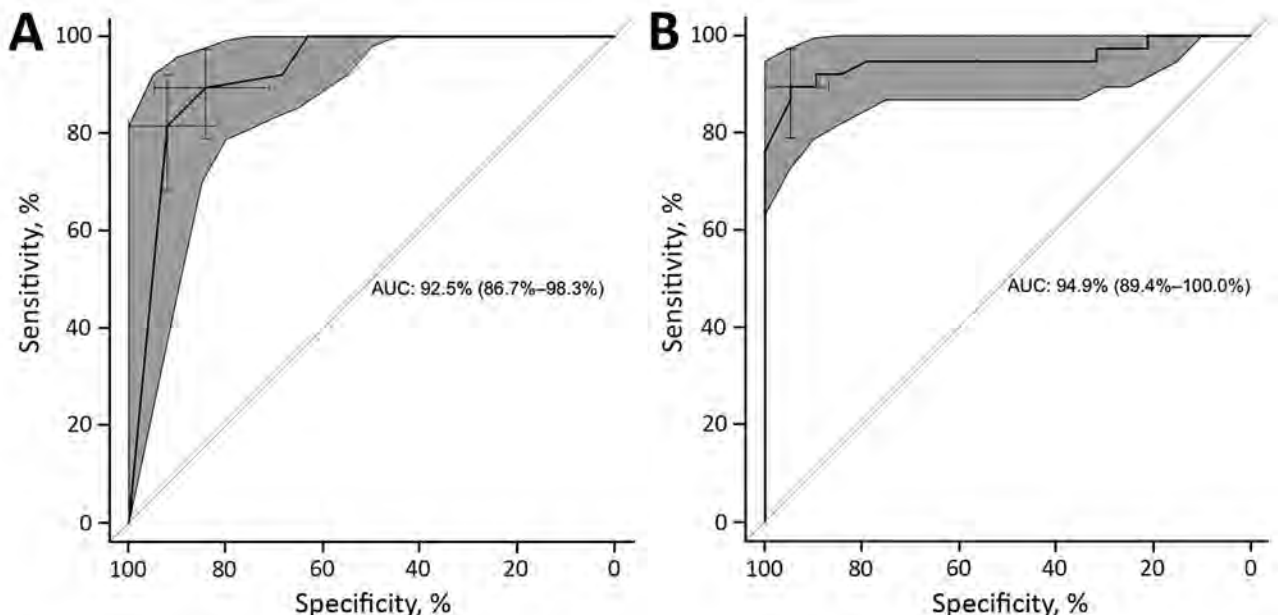 A
Sensitivity, %
100
80
60
40
20
0
AUC: 92.5% (86.7%–98.3%)
100 80 60 40 20 0
Specificity, %
B
Sensitivity, %
100
80
60
40
20
0
AUC: 94.9% (89.4%–100.0%)
100 80 60 40 20 0
Specificity, %